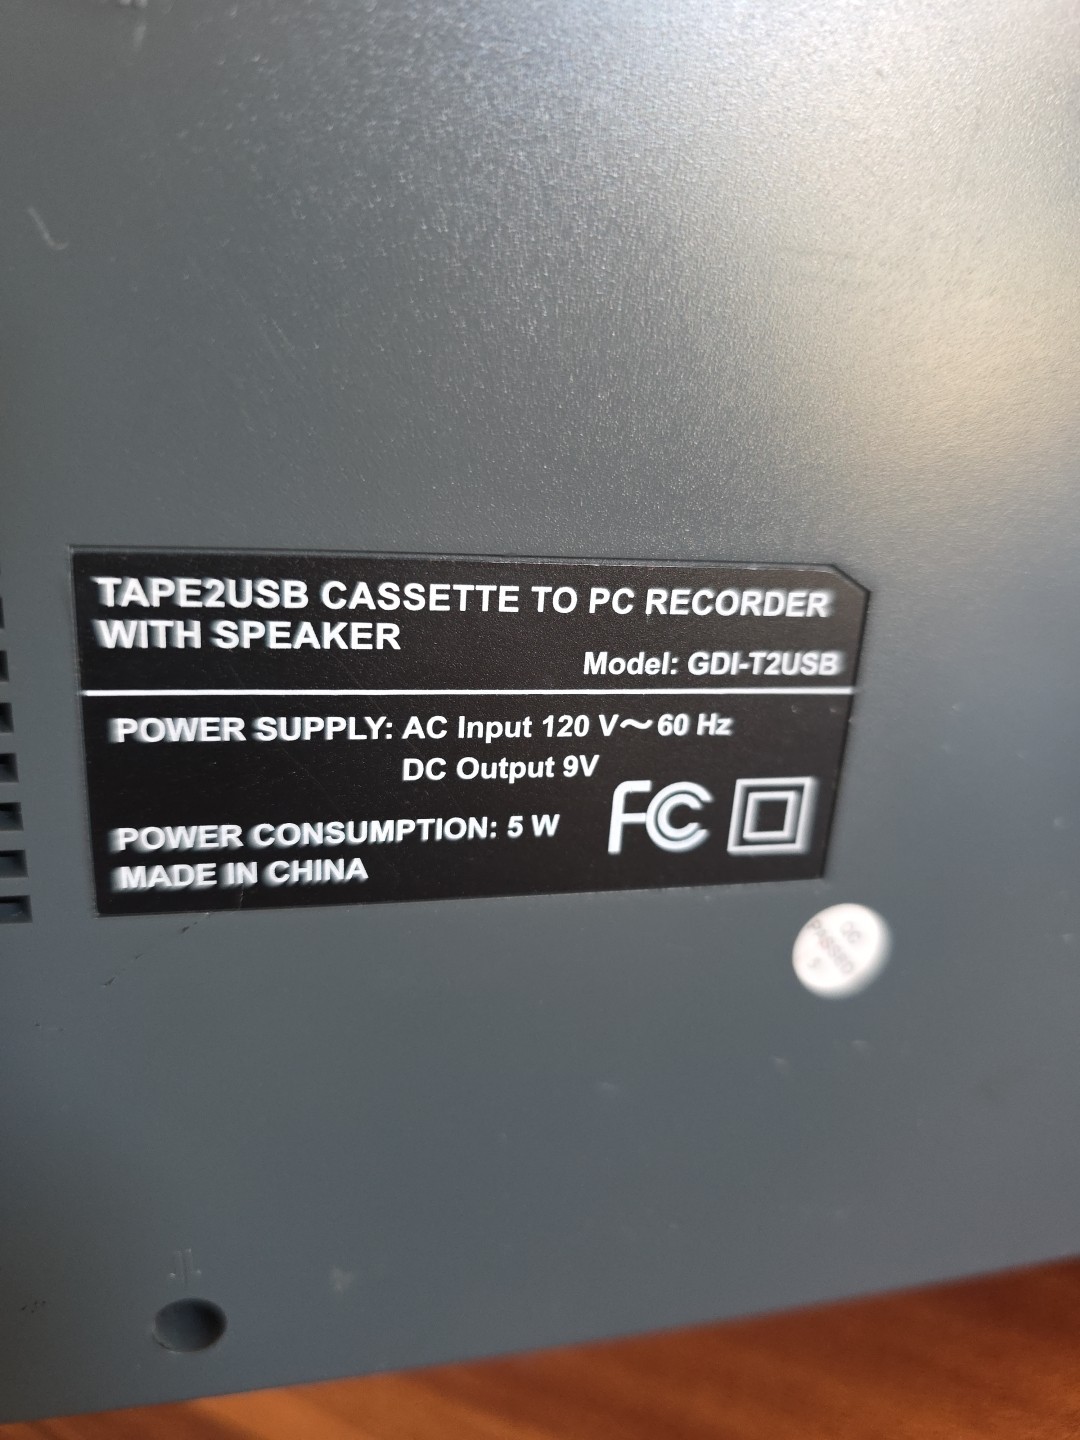 TAPE2USB CASSETTE TO PC RECORDER
WITH SPEAKER
Model: GDI-T2USB
POWER SUPPLY: AC Input 120 V～60 Hz
DC Output 9V
FC
POWER CONSUMPTION: 5 W
MADE IN CHINA
PASSED